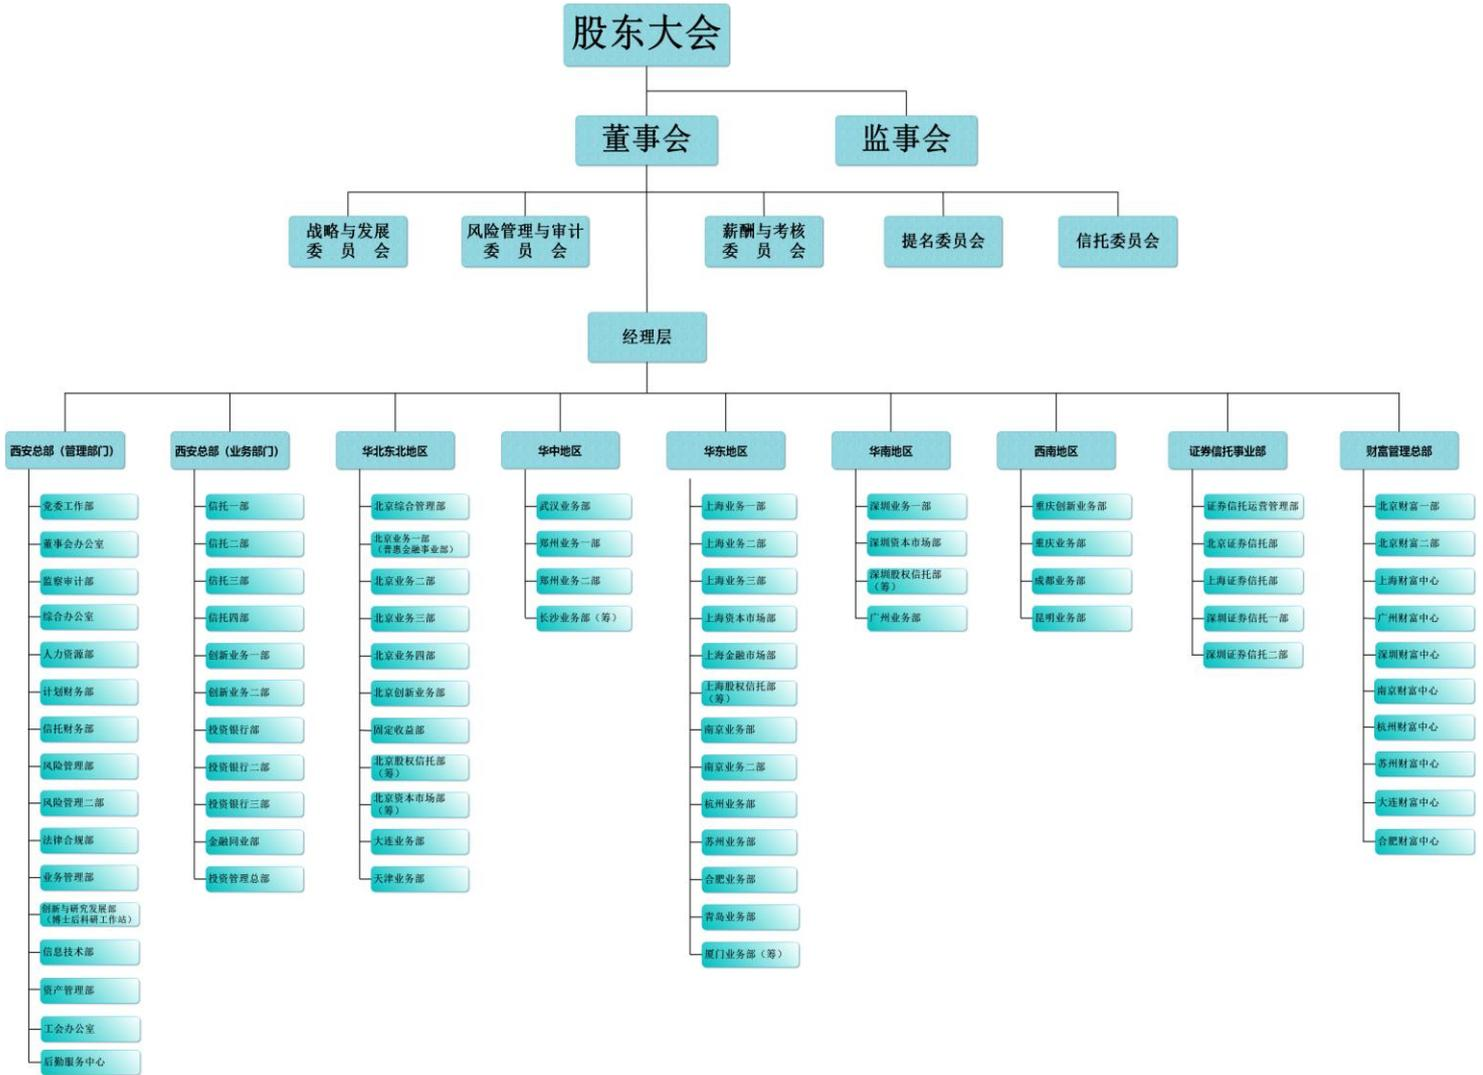 股东大会
董事会
监事会
战略与发展
委 员 会
风险管理与审计
委 员 会
薪酬与考核
委 员 会
提名委员会
信托委员会
经理层
西安总部（管理部门）
党委工作部
董事会办公室
监察审计部
综合办公室
人力资源部
计划财务部
信托财务部
风险管理部
风险管理二部
法律合规部
业务管理部
创新与研究发展部
（博士后科研工作站）
信息技术部
资产管理部
工会办公室
后勤服务中心
西安总部（业务部门）
信托一部
信托二部
信托三部
信托四部
创新业务一部
创新业务二部
投资银行部
投资银行二部
投资银行三部
金融同业部
投资管理总部
华北东北地区
北京综合管理部
北京业务一部
（普惠金融事业部）
北京业务二部
北京业务三部
北京业务四部
北京创新业务部
固定收益部
北京股权信托部
（筹）
北京资本市场部
（筹）
大连业务部
天津业务部
华中地区
武汉业务部
郑州业务一部
郑州业务二部
长沙业务部（筹）
华东地区
上海业务一部
上海业务二部
上海业务三部
上海资本市场部
上海金融市场部
上海股权信托部
（筹）
南京业务部
南京业务二部
杭州业务部
苏州业务部
合肥业务部
青岛业务部
厦门业务部（筹）
华南地区
深圳业务一部
深圳资本市场部
深圳股权信托部
（筹）
广州业务部
西南地区
重庆创新业务部
重庆业务部
成都业务部
昆明业务部
证券信托事业部
证券信托运营管理部
北京证券信托部
上海证券信托部
深圳证券信托一部
深圳证券信托二部
财富管理总部
北京财富一部
北京财富二部
上海财富中心
广州财富中心
深圳财富中心
南京财富中心
杭州财富中心
苏州财富中心
大连财富中心
合肥财富中心